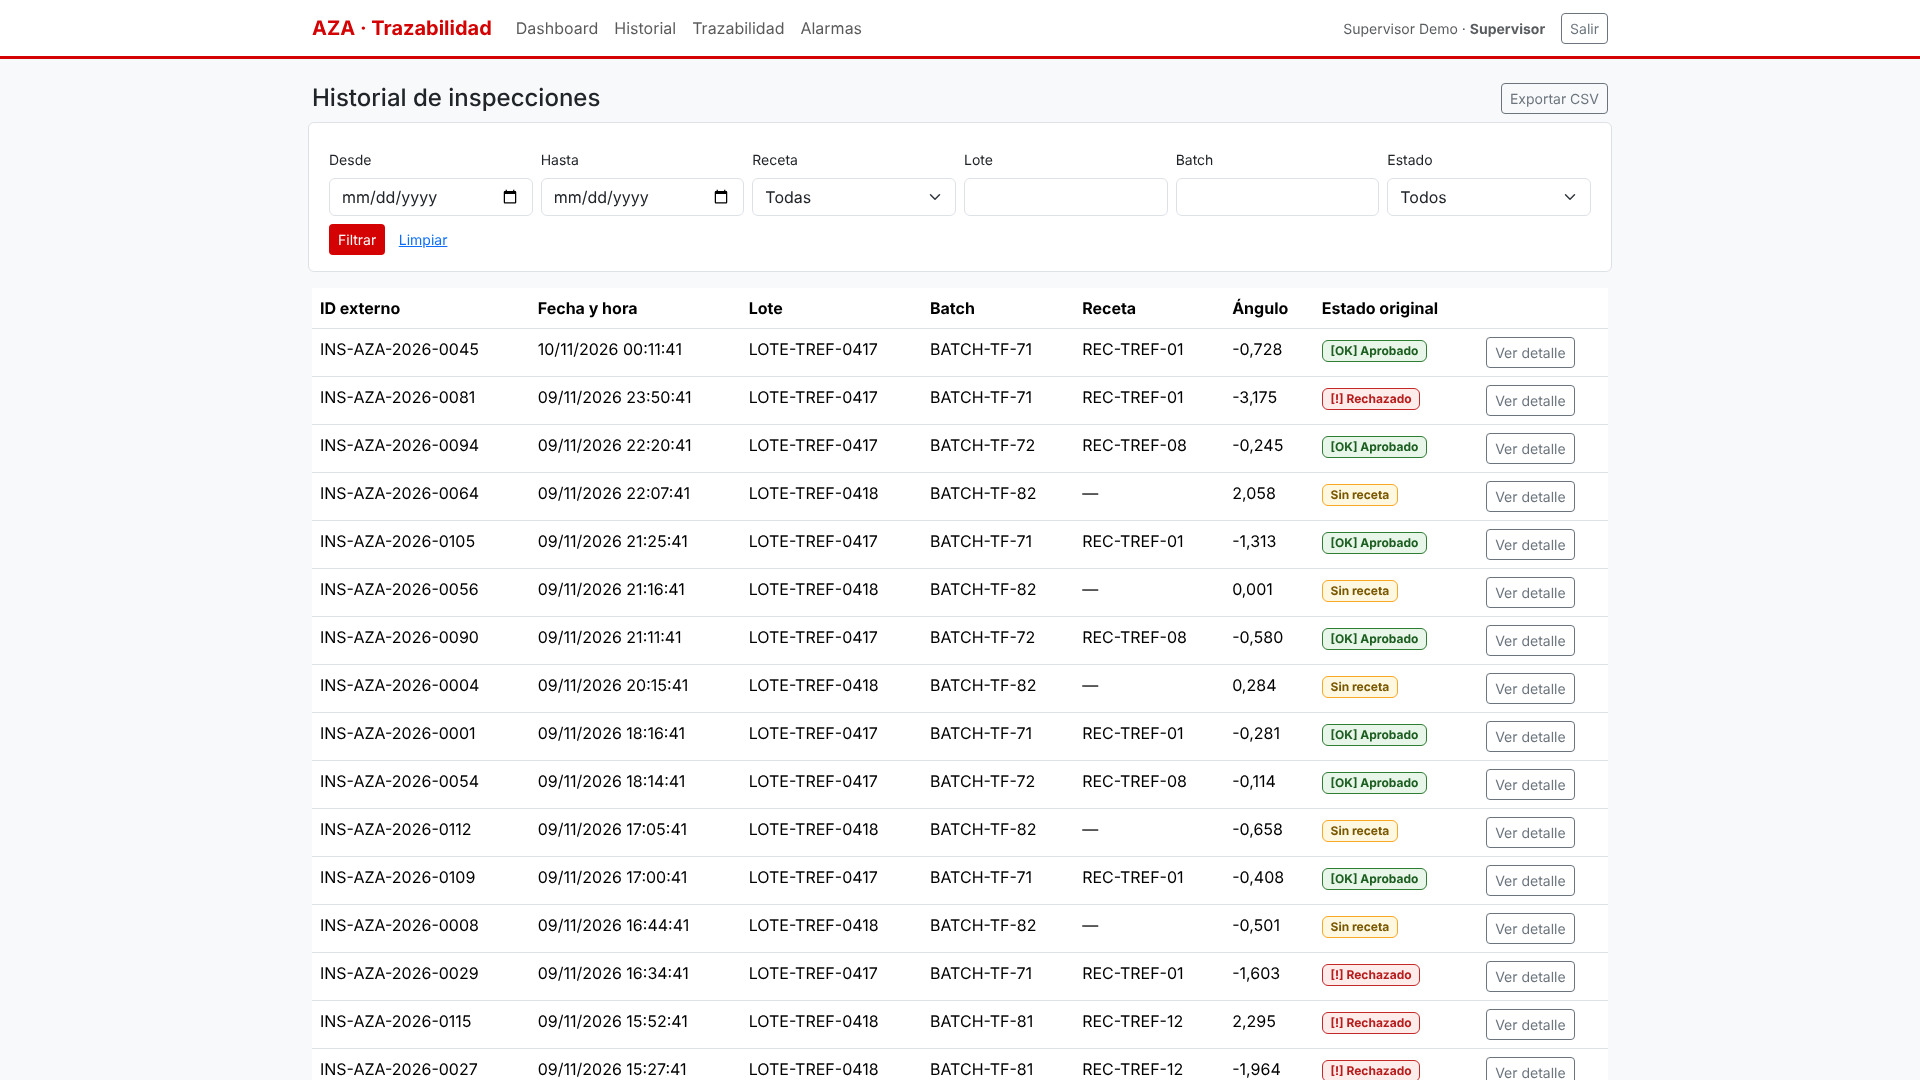 AZA · Trazabilidad Dashboard Historial Trazabilidad Alarmas Supervisor Demo · Supervisor Salir
Historial de inspecciones Exportar CSV
Desde Hasta Receta Lote Batch Estado
mm/dd/yyyy mm/dd/yyyy Todas Todos
Filtrar Limpiar
ID externo Fecha y hora Lote Batch Receta Ángulo Estado original
INS-AZA-2026-0045 10/11/2026 00:11:41 LOTE-TREF-0417 BATCH-TF-71 REC-TREF-01 -0,728 [OK] Aprobado Ver detalle
INS-AZA-2026-0081 09/11/2026 23:50:41 LOTE-TREF-0417 BATCH-TF-71 REC-TREF-01 -3,175 [!] Rechazado Ver detalle
INS-AZA-2026-0094 09/11/2026 22:20:41 LOTE-TREF-0417 BATCH-TF-72 REC-TREF-08 -0,245 [OK] Aprobado Ver detalle
INS-AZA-2026-0064 09/11/2026 22:07:41 LOTE-TREF-0418 BATCH-TF-82 — 2,058 Sin receta Ver detalle
INS-AZA-2026-0105 09/11/2026 21:25:41 LOTE-TREF-0417 BATCH-TF-71 REC-TREF-01 -1,313 [OK] Aprobado Ver detalle
INS-AZA-2026-0056 09/11/2026 21:16:41 LOTE-TREF-0418 BATCH-TF-82 — 0,001 Sin receta Ver detalle
INS-AZA-2026-0090 09/11/2026 21:11:41 LOTE-TREF-0417 BATCH-TF-72 REC-TREF-08 -0,580 [OK] Aprobado Ver detalle
INS-AZA-2026-0004 09/11/2026 20:15:41 LOTE-TREF-0418 BATCH-TF-82 — 0,284 Sin receta Ver detalle
INS-AZA-2026-0001 09/11/2026 18:16:41 LOTE-TREF-0417 BATCH-TF-71 REC-TREF-01 -0,281 [OK] Aprobado Ver detalle
INS-AZA-2026-0054 09/11/2026 18:14:41 LOTE-TREF-0417 BATCH-TF-72 REC-TREF-08 -0,114 [OK] Aprobado Ver detalle
INS-AZA-2026-0112 09/11/2026 17:05:41 LOTE-TREF-0418 BATCH-TF-82 — -0,658 Sin receta Ver detalle
INS-AZA-2026-0109 09/11/2026 17:00:41 LOTE-TREF-0417 BATCH-TF-71 REC-TREF-01 -0,408 [OK] Aprobado Ver detalle
INS-AZA-2026-0008 09/11/2026 16:44:41 LOTE-TREF-0418 BATCH-TF-82 — -0,501 Sin receta Ver detalle
INS-AZA-2026-0029 09/11/2026 16:34:41 LOTE-TREF-0417 BATCH-TF-71 REC-TREF-01 -1,603 [!] Rechazado Ver detalle
INS-AZA-2026-0115 09/11/2026 15:52:41 LOTE-TREF-0418 BATCH-TF-81 REC-TREF-12 2,295 [!] Rechazado Ver detalle
INS-AZA-2026-0027 09/11/2026 15:27:41 LOTE-TREF-0418 BATCH-TF-81 REC-TREF-12 -1,964 [!] Rechazado Ver detalle